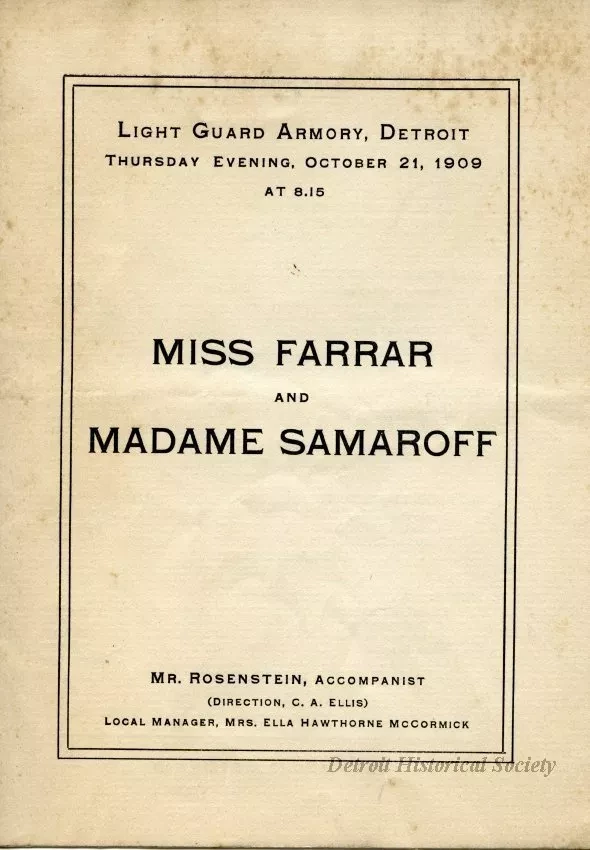 LIGHT GUARD ARMORY, DETROIT
THURSDAY EVENING, OCTOBER 21, 1909
AT 8.15
MISS FARRAR
AND
MADAME SAMAROFF
MR. ROSENSTEIN, ACCOMPANIST
(DIRECTION, C. A. ELLIS)
LOCAL MANAGER, MRS. ELLA HAWTHORNE MCCORMICK
Detroit Historical Society